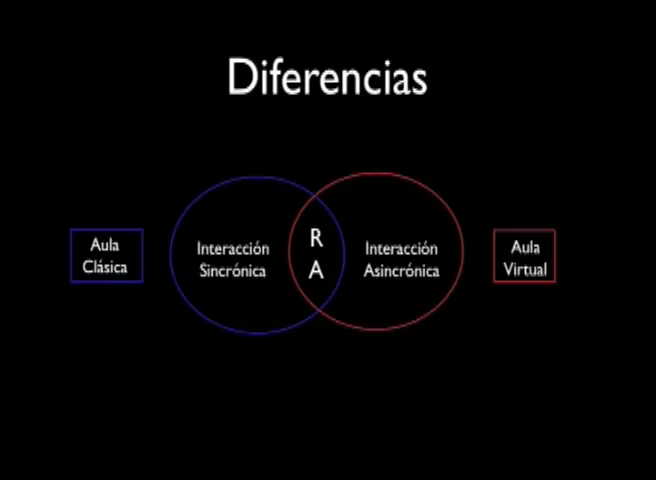 Diferencias
Aula
Clásica
Interacción
Sincrónica
R
A
Interacción
Asincrónica
Aula
Virtual